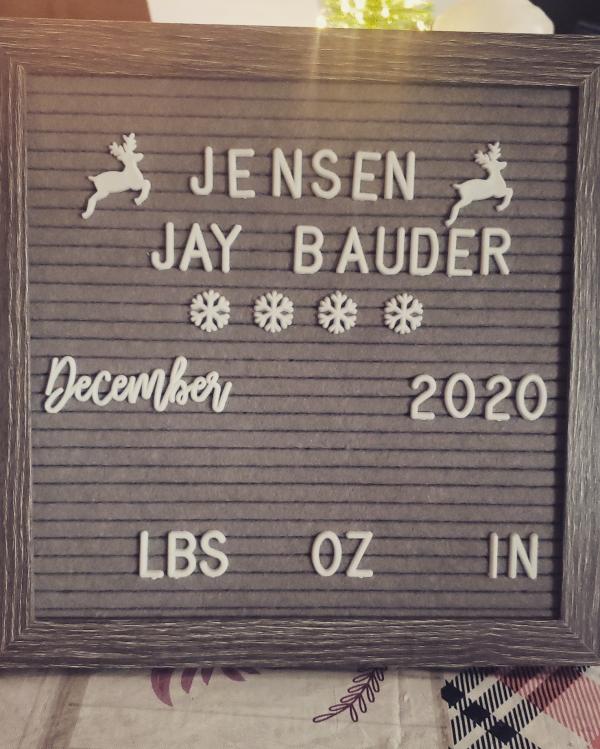 JENSEN
JAY BAUDER
December 2020
LBS OZ IN